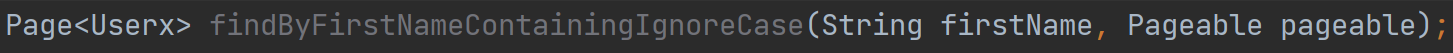 Page<Userx> findByFirstNameContainingIgnoreCase(String firstName, Pageable pageable);